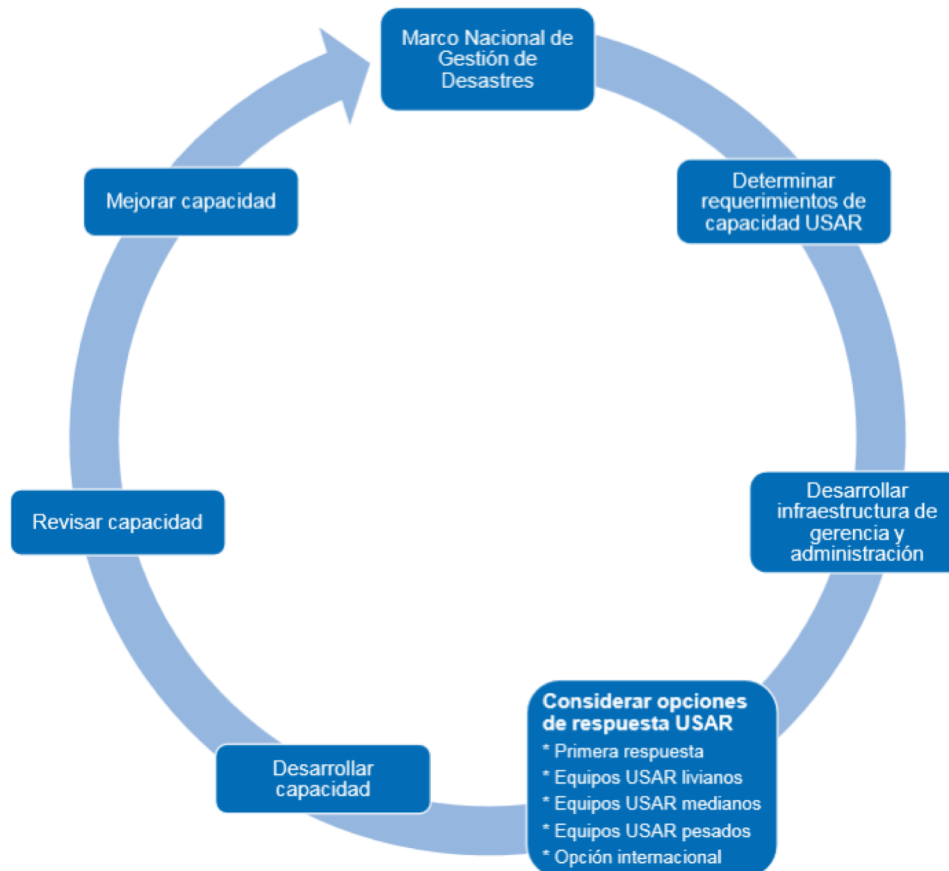 Marco Nacional de
Gestión de
Desastres
Determinar
requerimientos de
capacidad USAR
Desarrollar
infraestructura de
gerencia y
administración
Considerar opciones
de respuesta USAR
* Primera respuesta
* Equipos USAR livianos
* Equipos USAR medianos
* Equipos USAR pesados
* Opción internacional
Desarrollar
capacidad
Revisar capacidad
Mejorar capacidad